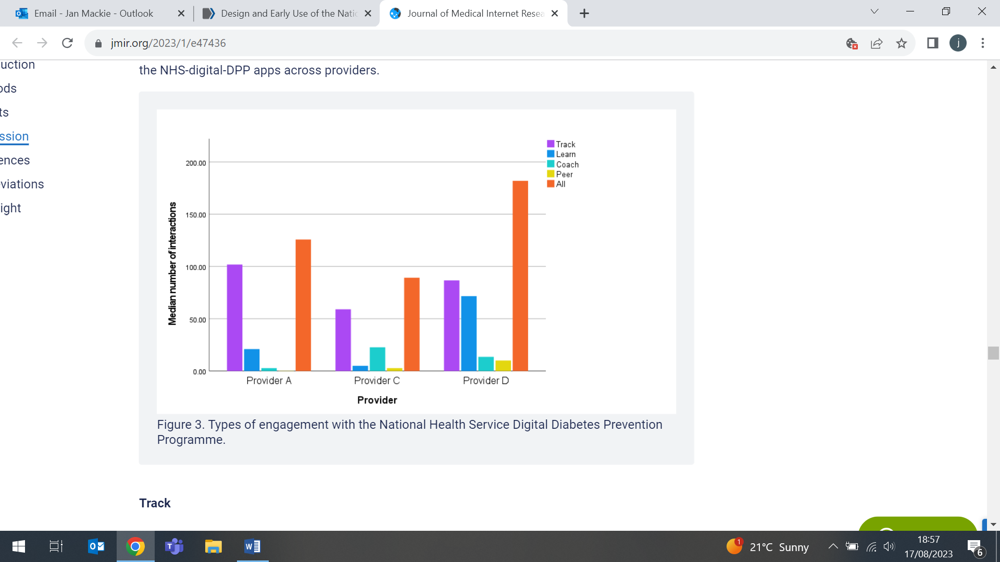 Email - Jan Mackie - Outlook
Design and Early Use of the Natic
Journal of Medical Internet Resea
jmir.org/2023/1/e47436
j
uction
ods
ts
ssion
ences
eviations
ight
the NHS-digital-DPP apps across providers.
Track
Learn
Coach
Peer
All
200.00
150.00
100.00
50.00
0.00
Median number of interactions
Provider A
Provider C
Provider D
Provider
Figure 3. Types of engagement with the National Health Service Digital Diabetes Prevention
Programme.
Track
1
21°C Sunny
18:57
17/08/2023
6